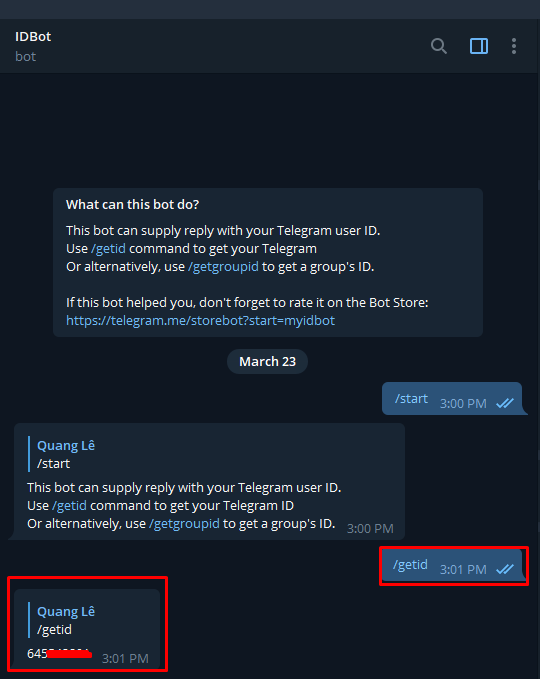 IDBot
bot
What can this bot do?
This bot can supply reply with your Telegram user ID.
Use /getid command to get your Telegram
Or alternatively, use /getgroupid to get a group's ID.
If this bot helped you, don't forget to rate it on the Bot Store:
https://telegram.me/storebot?start=myidbot
March 23
/start 3:00 PM
Quang Lê
/start
This bot can supply reply with your Telegram user ID.
Use /getid command to get your Telegram ID
Or alternatively, use /getgroupid to get a group's ID. 3:00 PM
/getid 3:01 PM
Quang Lê
/getid
3:01 PM